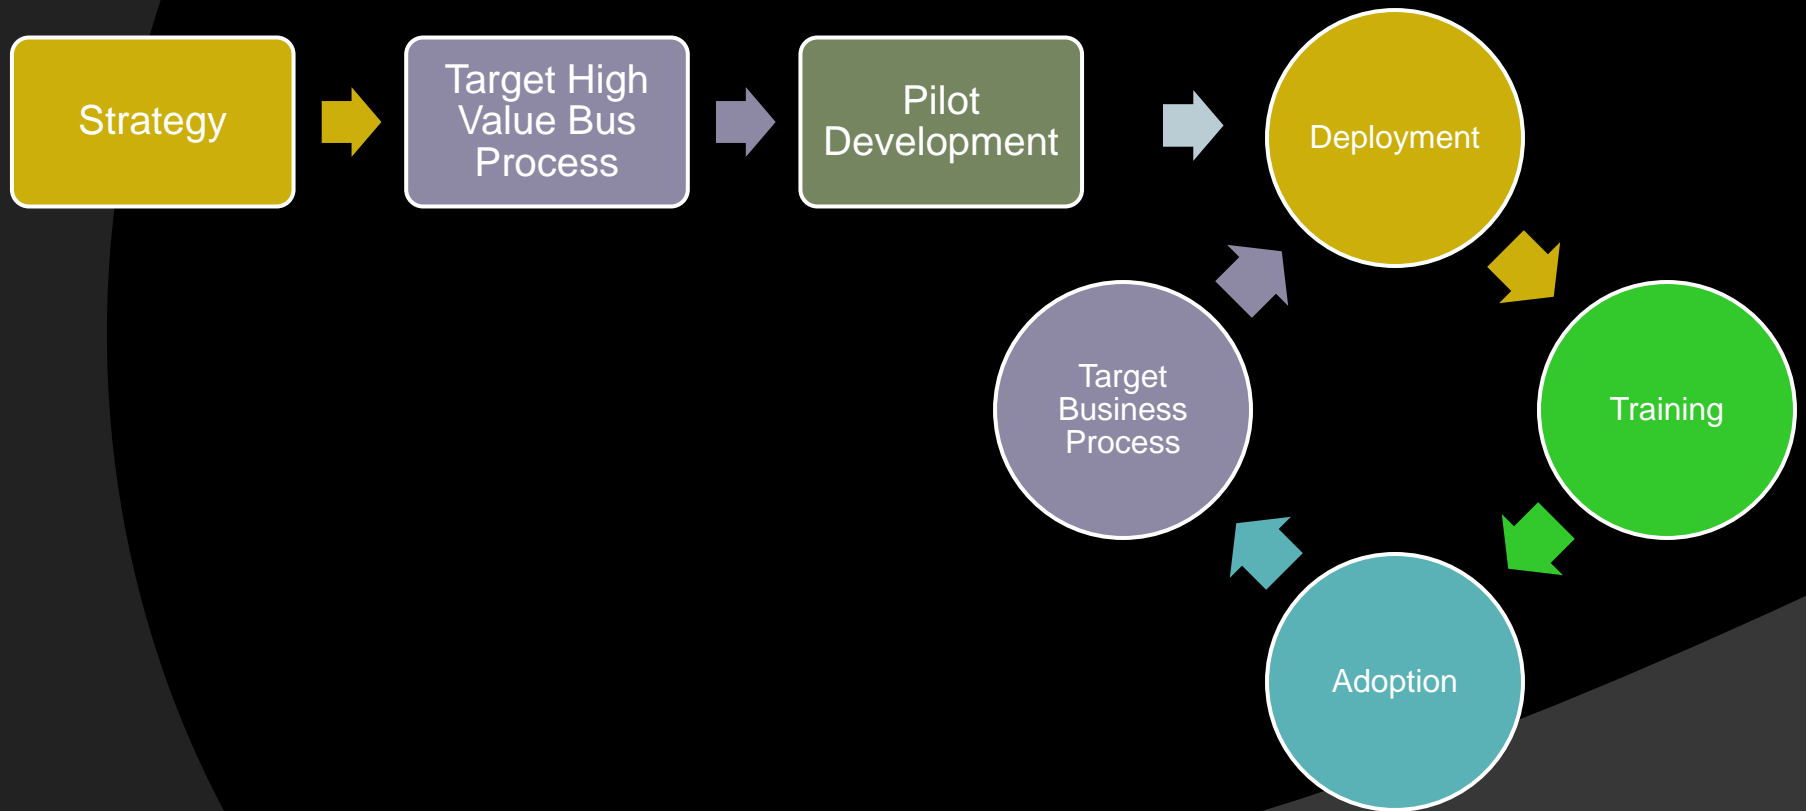 Strategy
Target High
Value Bus
Process
Pilot
Development
Deployment
Target
Business
Process
Training
Adoption